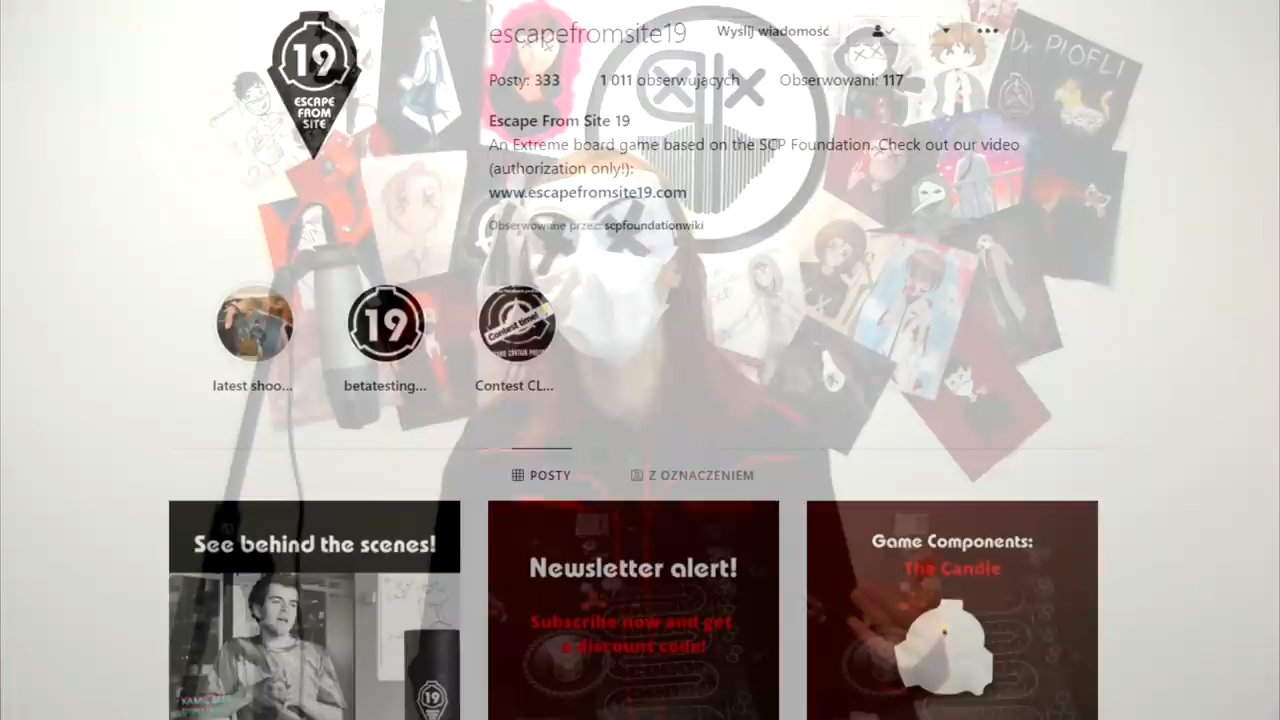 19
ESCAPE
FROM
SITE
escapefromsite19
Wyślij wiadomość
Dr PIOFLI
Posty: 333
1 011 obserwujących
Obserwowani: 117
Escape From Site 19
An Extreme board game based on the SCP Foundation. Check out our video
(authorization only!):
www.escapefromsite19.com
Obserwowane przez: scpfoundationwiki
19
Contest time!
latest shoo...
betatesting...
Contest CL...
POSTY
Z OZNACZENIEM
See behind the scenes!
Newsletter alert!
Subscribe now and get
a discount code!
Game Components:
The Candle
19